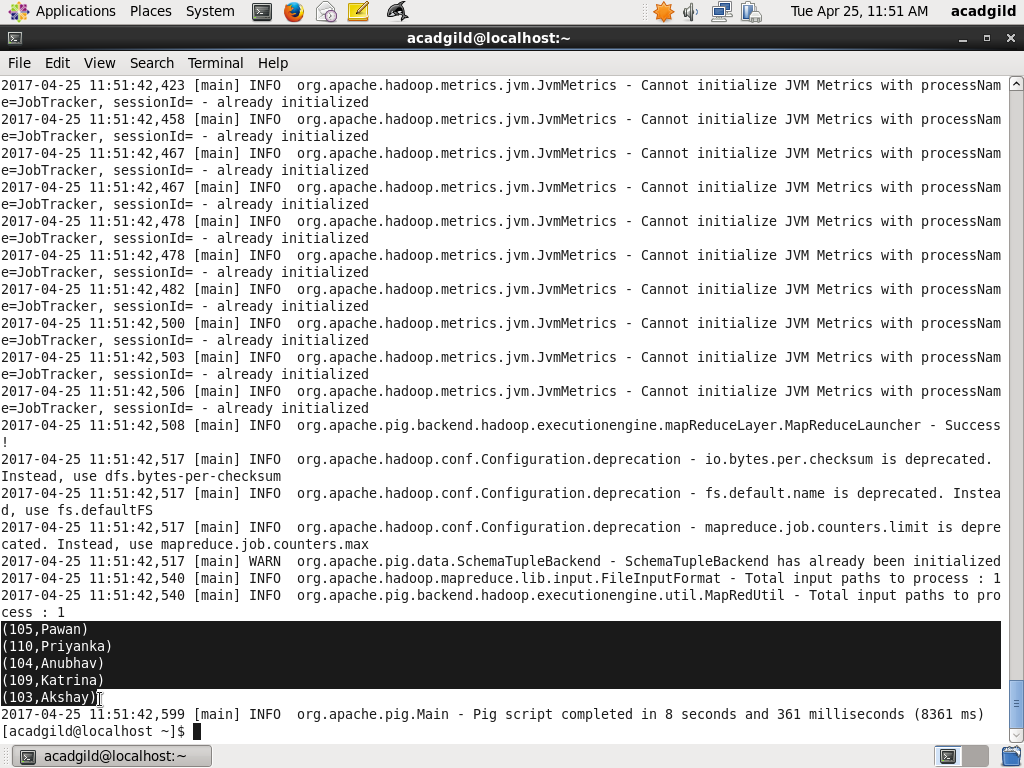 Applications Places System Tue Apr 25, 11:51 AM acadgild
acadgild@localhost:~
File Edit View Search Terminal Help
2017-04-25 11:51:42,423 [main] INFO  org.apache.hadoop.metrics.jvm.JvmMetrics - Cannot initialize JVM Metrics with processNam
e=JobTracker, sessionId= - already initialized
2017-04-25 11:51:42,458 [main] INFO  org.apache.hadoop.metrics.jvm.JvmMetrics - Cannot initialize JVM Metrics with processNam
e=JobTracker, sessionId= - already initialized
2017-04-25 11:51:42,467 [main] INFO  org.apache.hadoop.metrics.jvm.JvmMetrics - Cannot initialize JVM Metrics with processNam
e=JobTracker, sessionId= - already initialized
2017-04-25 11:51:42,467 [main] INFO  org.apache.hadoop.metrics.jvm.JvmMetrics - Cannot initialize JVM Metrics with processNam
e=JobTracker, sessionId= - already initialized
2017-04-25 11:51:42,478 [main] INFO  org.apache.hadoop.metrics.jvm.JvmMetrics - Cannot initialize JVM Metrics with processNam
e=JobTracker, sessionId= - already initialized
2017-04-25 11:51:42,478 [main] INFO  org.apache.hadoop.metrics.jvm.JvmMetrics - Cannot initialize JVM Metrics with processNam
e=JobTracker, sessionId= - already initialized
2017-04-25 11:51:42,482 [main] INFO  org.apache.hadoop.metrics.jvm.JvmMetrics - Cannot initialize JVM Metrics with processNam
e=JobTracker, sessionId= - already initialized
2017-04-25 11:51:42,500 [main] INFO  org.apache.hadoop.metrics.jvm.JvmMetrics - Cannot initialize JVM Metrics with processNam
e=JobTracker, sessionId= - already initialized
2017-04-25 11:51:42,503 [main] INFO  org.apache.hadoop.metrics.jvm.JvmMetrics - Cannot initialize JVM Metrics with processNam
e=JobTracker, sessionId= - already initialized
2017-04-25 11:51:42,506 [main] INFO  org.apache.hadoop.metrics.jvm.JvmMetrics - Cannot initialize JVM Metrics with processNam
e=JobTracker, sessionId= - already initialized
2017-04-25 11:51:42,508 [main] INFO  org.apache.pig.backend.hadoop.executionengine.mapReduceLayer.MapReduceLauncher - Success
!
2017-04-25 11:51:42,517 [main] INFO  org.apache.hadoop.conf.Configuration.deprecation - io.bytes.per.checksum is deprecated.
Instead, use dfs.bytes-per-checksum
2017-04-25 11:51:42,517 [main] INFO  org.apache.hadoop.conf.Configuration.deprecation - fs.default.name is deprecated. Instea
d, use fs.defaultFS
2017-04-25 11:51:42,517 [main] INFO  org.apache.hadoop.conf.Configuration.deprecation - mapreduce.job.counters.limit is depre
cated. Instead, use mapreduce.job.counters.max
2017-04-25 11:51:42,517 [main] WARN  org.apache.pig.data.SchemaTupleBackend - SchemaTupleBackend has already been initialized
2017-04-25 11:51:42,540 [main] INFO  org.apache.hadoop.mapreduce.lib.input.FileInputFormat - Total input paths to process : 1
2017-04-25 11:51:42,540 [main] INFO  org.apache.pig.backend.hadoop.executionengine.util.MapRedUtil - Total input paths to pro
cess : 1
(105,Pawan)
(110,Priyanka)
(104,Anubhav)
(109,Katrina)
(103,Akshay)
2017-04-25 11:51:42,599 [main] INFO  org.apache.pig.Main - Pig script completed in 8 seconds and 361 milliseconds (8361 ms)
[acadgild@localhost ~]$
acadgild@localhost:~